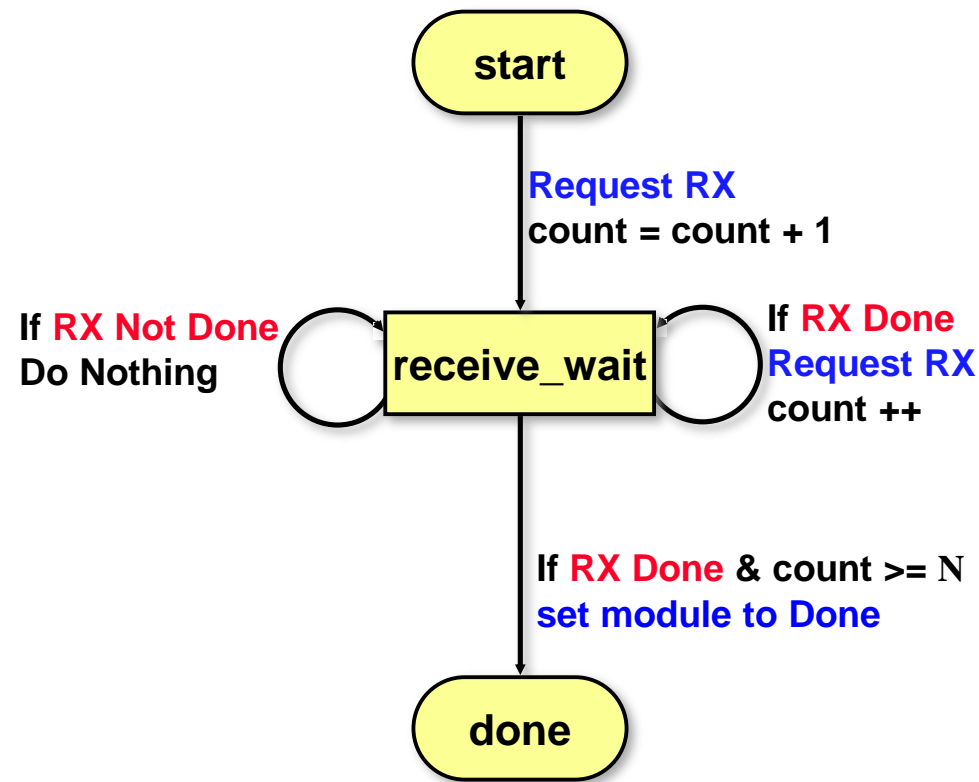 start
Request RX
count = count + 1
If RX Not Done
Do Nothing
receive_wait
If RX Done
Request RX
count ++
If RX Done & count >= N
set module to Done
done